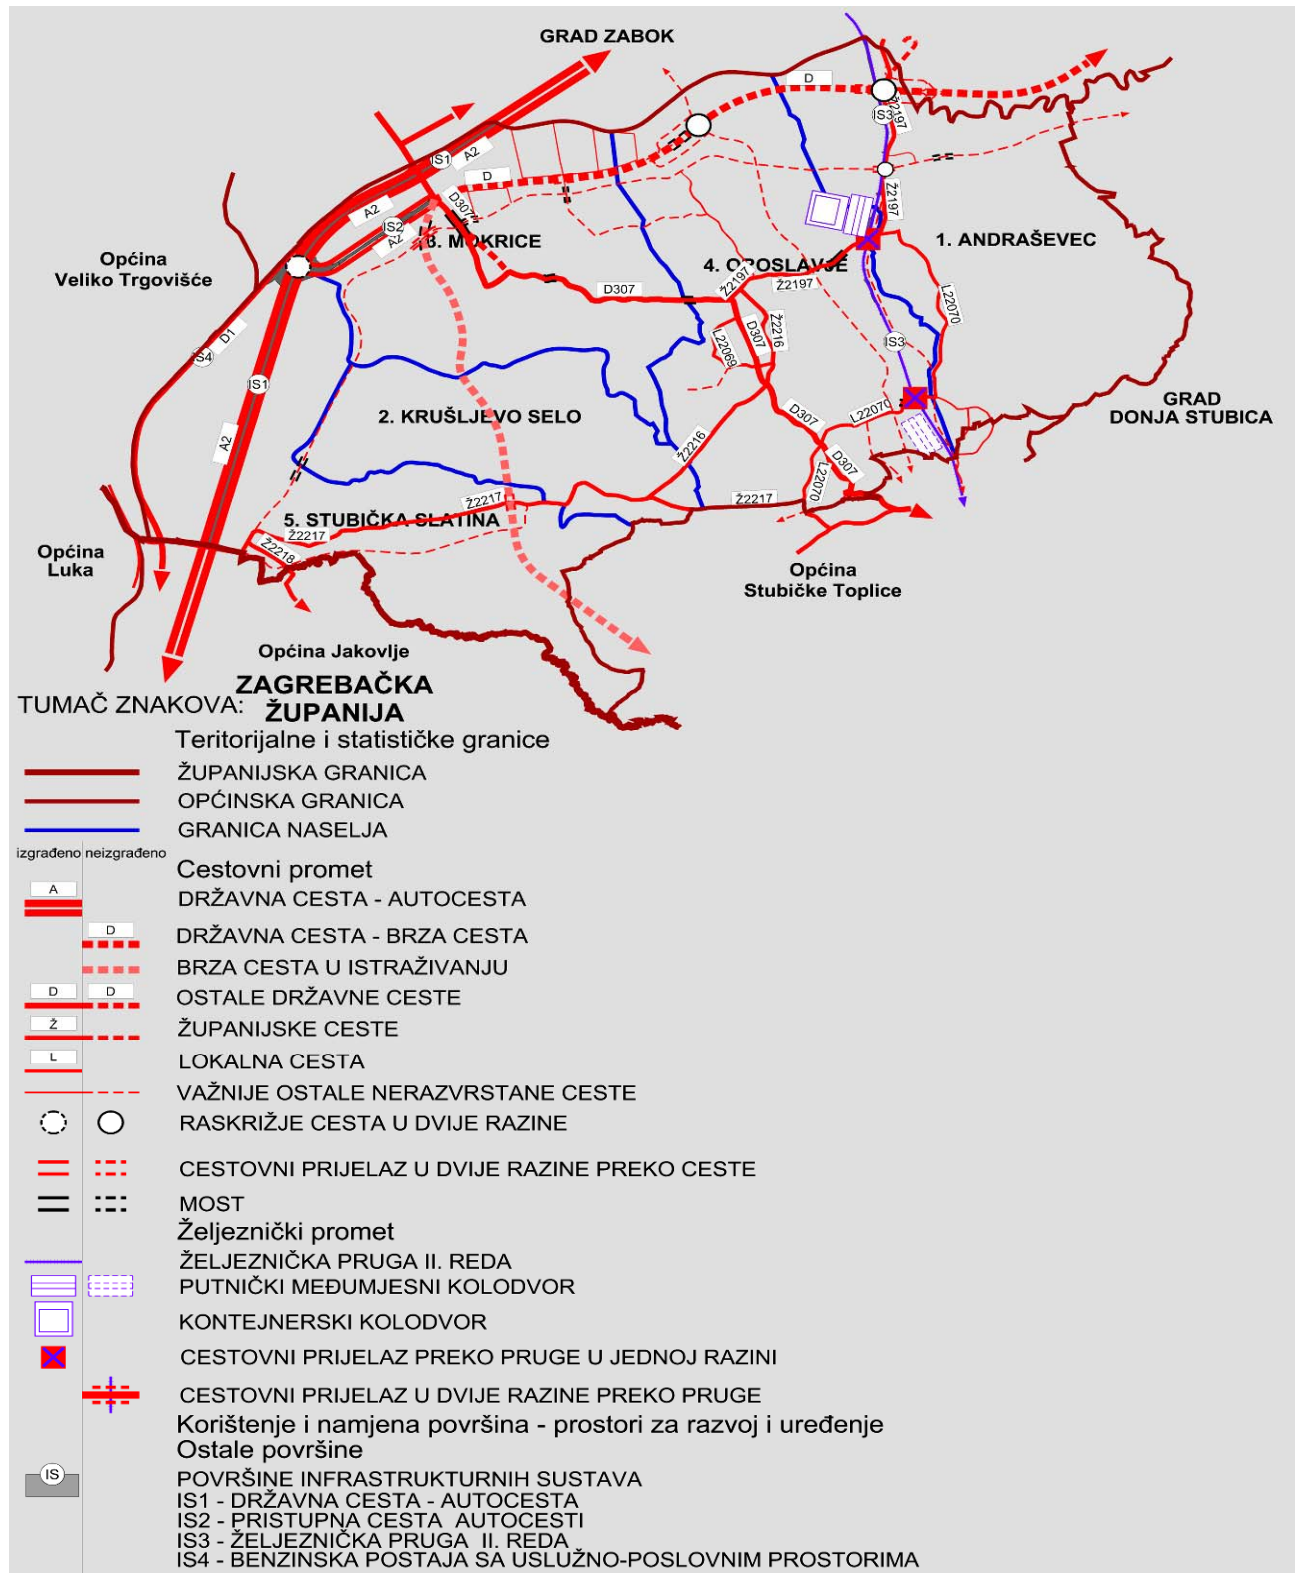 GRAD ZABOK
D
IS3
Ž2197
IS1
A2
D
D307
A2
IS2
A2
3. MOKRICE
Ž2197
1. ANDRAŠEVEC
Općina
Veliko Trgovišće
4. OROSLAVJE
Ž2197
Ž2197
D307
L22070
D1
IS4
IS1
L22069
D307
Ž2216
IS3
A2
2. KRUŠLJEVO SELO
D307
L22070
GRAD
DONJA STUBICA
Ž2216
D307
L22070
Ž2217
Ž2217
5. STUBIČKA SLATINA
Ž2217
Ž2218
Općina
Luka
Općina
Stubičke Toplice
Općina Jakovlje
ZAGREBAČKA
ŽUPANIJA
TUMAČ ZNAKOVA:
Teritorijalne i statističke granice
ŽUPANIJSKA GRANICA
OPĆINSKA GRANICA
GRANICA NASELJA
izgrađeno neizgrađeno
Cestovni promet
A
DRŽAVNA CESTA - AUTOCESTA
D
DRŽAVNA CESTA - BRZA CESTA
BRZA CESTA U ISTRAŽIVANJU
D D
OSTALE DRŽAVNE CESTE
Ž
ŽUPANIJSKE CESTE
L
LOKALNA CESTA
VAŽNIJE OSTALE NERAZVRSTANE CESTE
RASKRIŽJE CESTA U DVIJE RAZINE
CESTOVNI PRIJELAZ U DVIJE RAZINE PREKO CESTE
MOST
Željeznički promet
ŽELJEZNIČKA PRUGA II. REDA
PUTNIČKI MEĐUMJESNI KOLODVOR
KONTEJNERSKI KOLODVOR
CESTOVNI PRIJELAZ PREKO PRUGE U JEDNOJ RAZINI
CESTOVNI PRIJELAZ U DVIJE RAZINE PREKO PRUGE
Korištenje i namjena površina - prostori za razvoj i uređenje
Ostale površine
IS
POVRŠINE INFRASTRUKTURNIH SUSTAVA
IS1 - DRŽAVNA CESTA - AUTOCESTA
IS2 - PRISTUPNA CESTA AUTOCESTI
IS3 - ŽELJEZNIČKA PRUGA II. REDA
IS4 - BENZINSKA POSTAJA SA USLUŽNO-POSLOVNIM PROSTORIMA